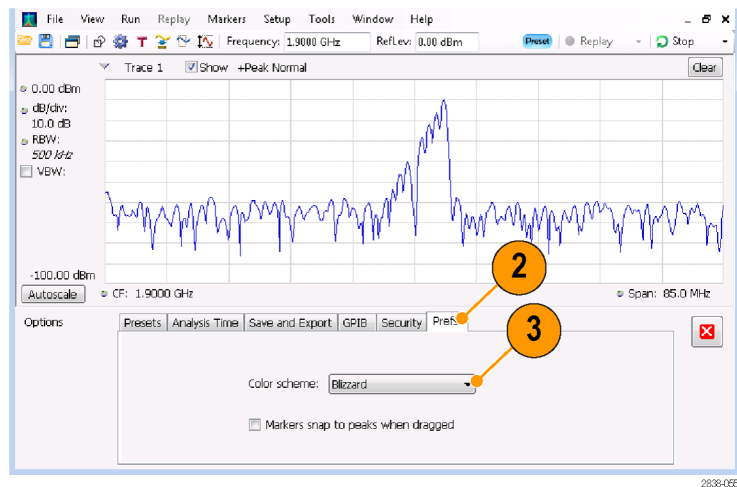 File View Run Replay Markers Setup Tools Window Help
T Frequency: 1.9000 GHz RefLev: 0.00 dBm Preset Replay Stop
Trace 1 Show +Peak Normal Clear
0.00 dBm
dB/div:
10.0 dB
RBW:
500 kHz
VBW:
-100.00 dBm
Autoscale CF: 1.9000 GHz Span: 85.0 MHz
2
Options Presets Analysis Time Save and Export GPIB Security Prefs
3
Color scheme: Blizzard
Markers snap to peaks when dragged
2838-055